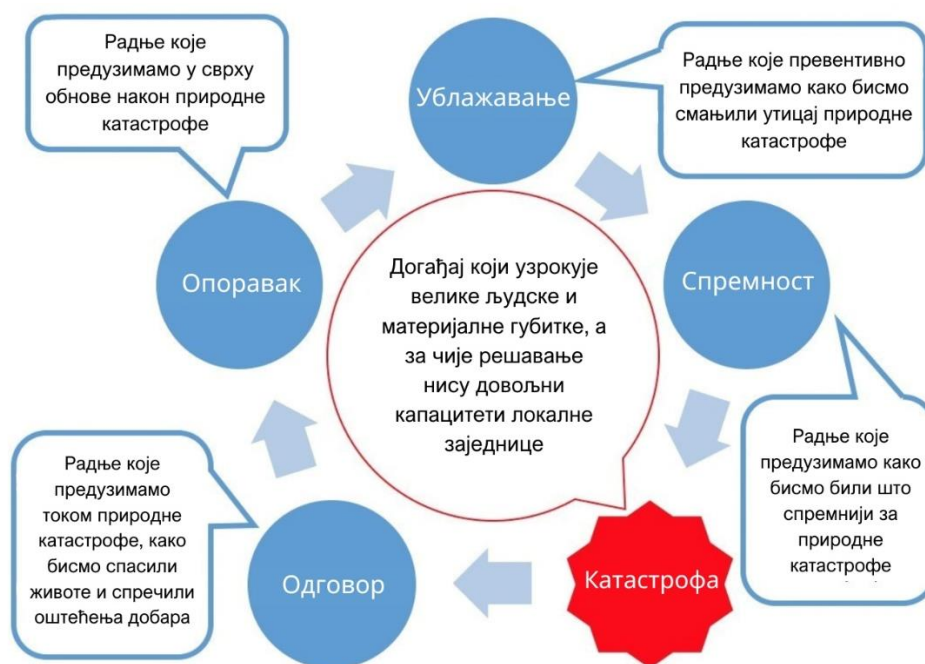 Радње које
предузимамо у сврху
обнове након природне
катастрофе
Ублажавање
Радње које превентивно
предузимамо како бисмо
смањили утицај природне
катастрофе
Опоравак
Догађај који узрокује
велике људске и
материјалне губитке, а
за чије решавање
нису довољни
капацитети локалне
заједнице
Спремност
Радње које
предузимамо како
бисмо били што
спремнији за
природне
катастрофе
Радње које
предузимамо
током природне
катастрофе, како
бисмо спасили
животе и спречили
оштећења добара
Одговор
Катастрофа